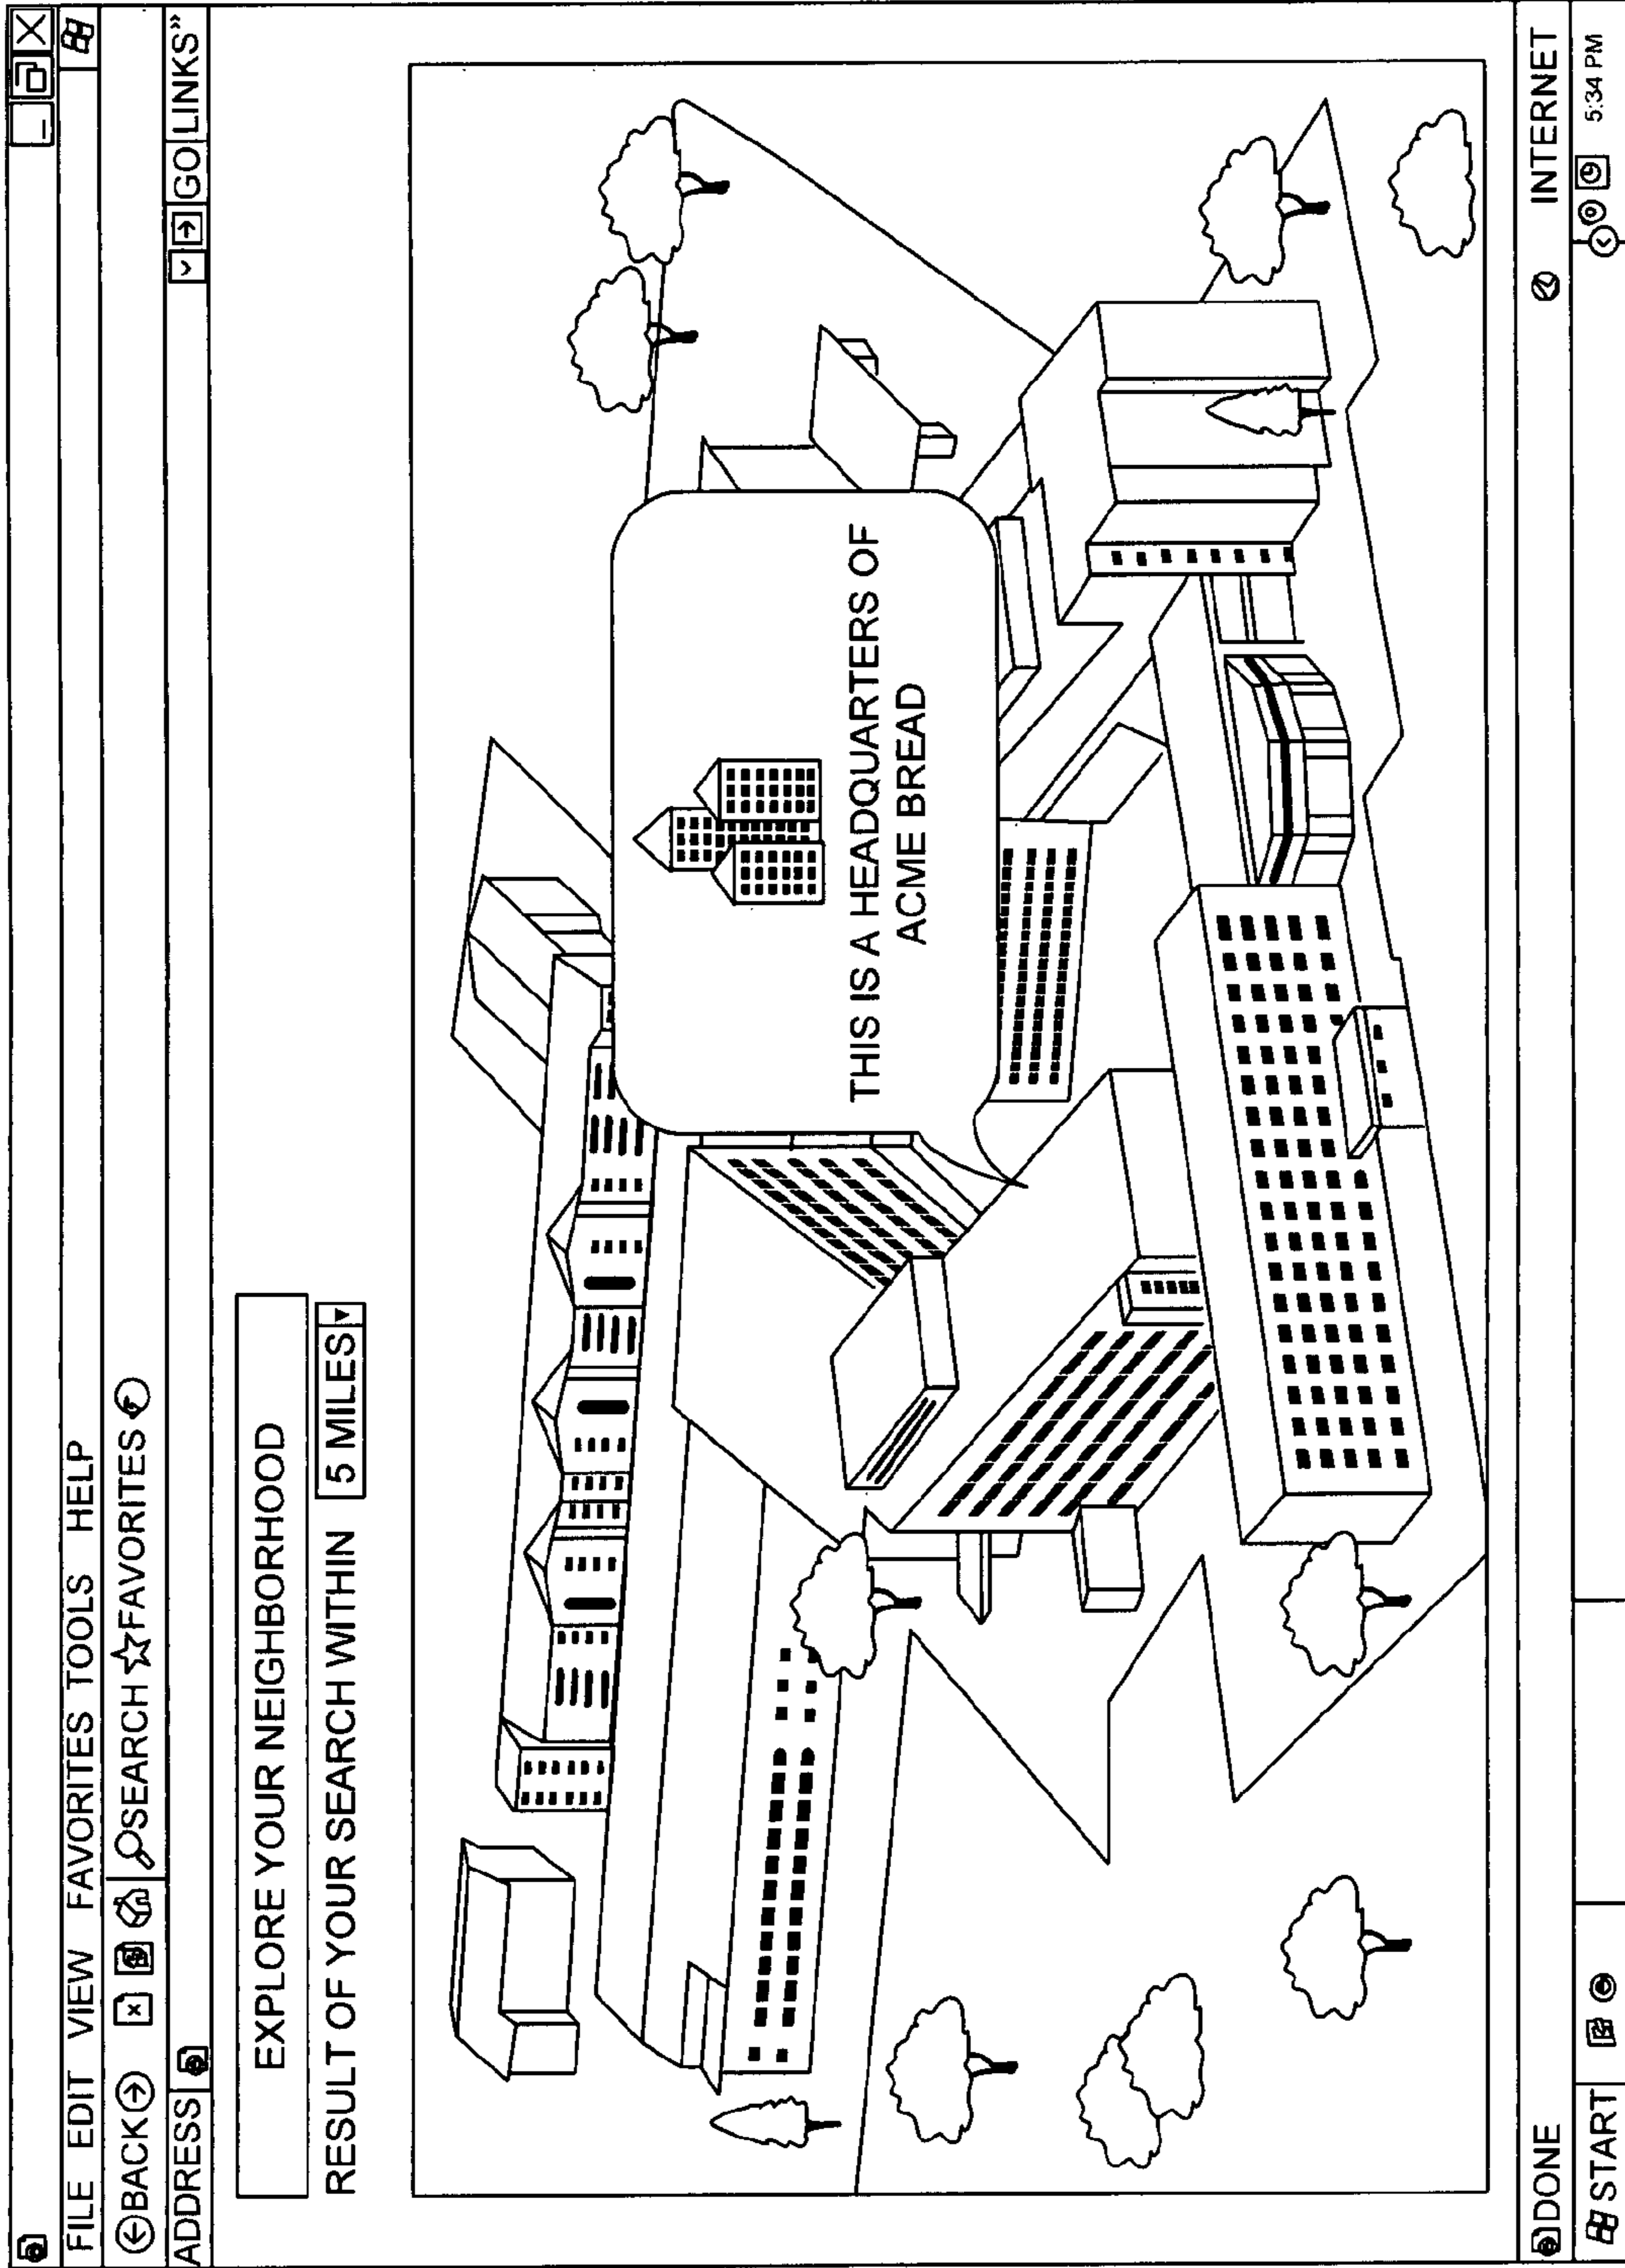 FILE EDIT VIEW FAVORITES TOOLS HELP
BACK SEARCH FAVORITES
ADDRESS GO LINKS"
EXPLORE YOUR NEIGHBORHOOD
RESULT OF YOUR SEARCH WITHIN 5 MILES
THIS IS A HEADQUARTERS OF
ACME BREAD
DONE INTERNET
START 5:34 PM